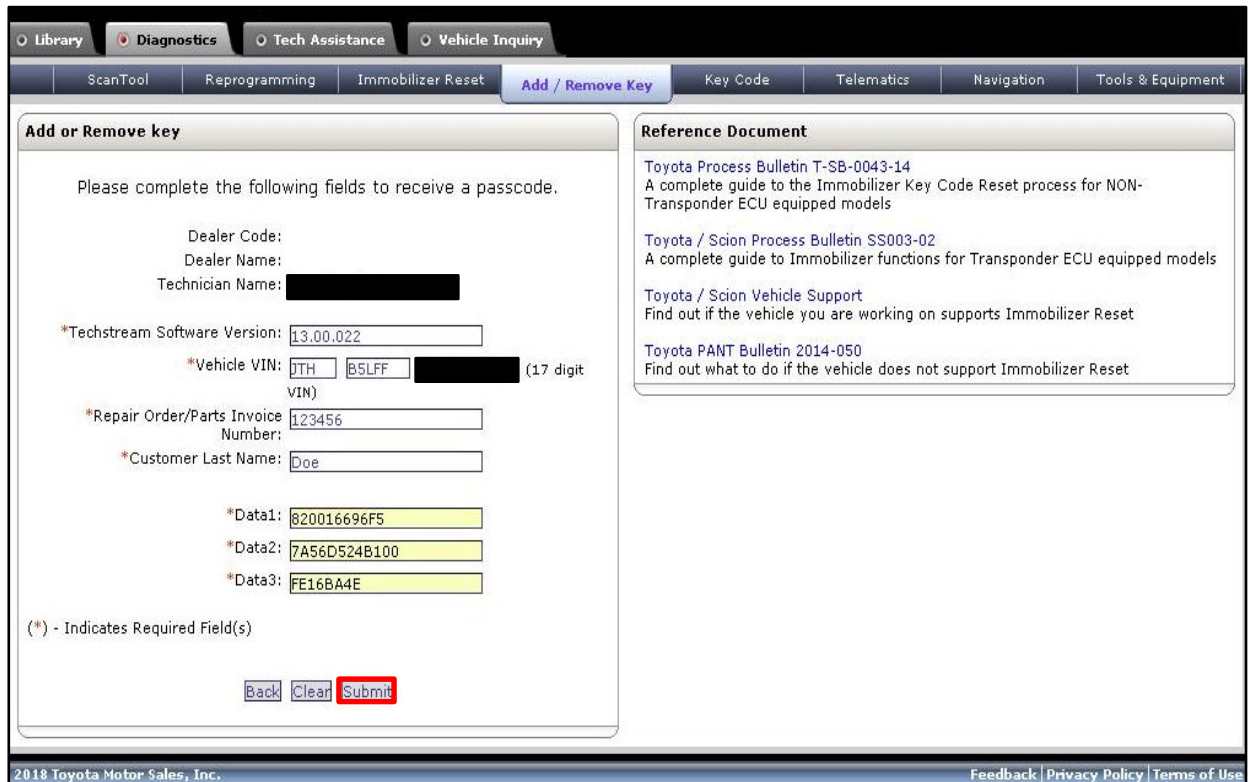 Library
Diagnostics
Tech Assistance
Vehicle Inquiry
ScanTool
Reprogramming
Immobilizer Reset
Add / Remove Key
Key Code
Telematics
Navigation
Tools & Equipment
Add or Remove key
Please complete the following fields to receive a passcode.
Dealer Code:
Dealer Name:
Technician Name:
*Techstream Software Version: 13.00.022
*Vehicle VIN: JTH B5LFF (17 digit
VIN)
*Repair Order/Parts Invoice 123456
Number:
*Customer Last Name: Doe
*Data1: 820016696F5
*Data2: 7A56D524B100
*Data3: FE16BA4E
(*) - Indicates Required Field(s)
Back Clear Submit
Reference Document
Toyota Process Bulletin T-SB-0043-14
A complete guide to the Immobilizer Key Code Reset process for NON-
Transponder ECU equipped models
Toyota / Scion Process Bulletin SS003-02
A complete guide to Immobilizer functions for Transponder ECU equipped models
Toyota / Scion Vehicle Support
Find out if the vehicle you are working on supports Immobilizer Reset
Toyota PANT Bulletin 2014-050
Find out what to do if the vehicle does not support Immobilizer Reset
2018 Toyota Motor Sales, Inc.
Feedback | Privacy Policy | Terms of Use